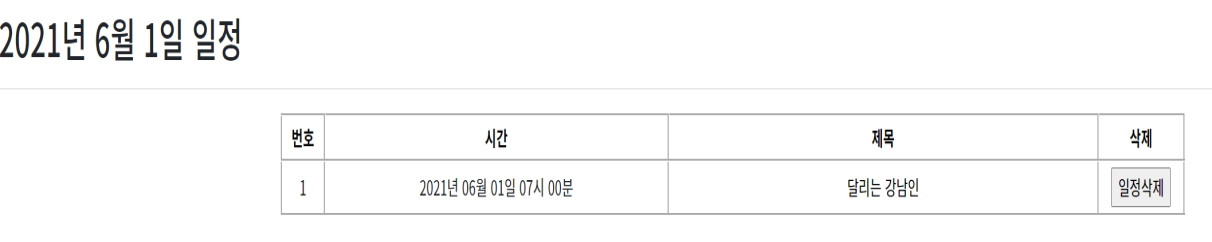 2021년 6월 1일 일정
번호 시간 제목 삭제
1 2021년 06월 01일 07시 00분 달리는 강남인 일정삭제